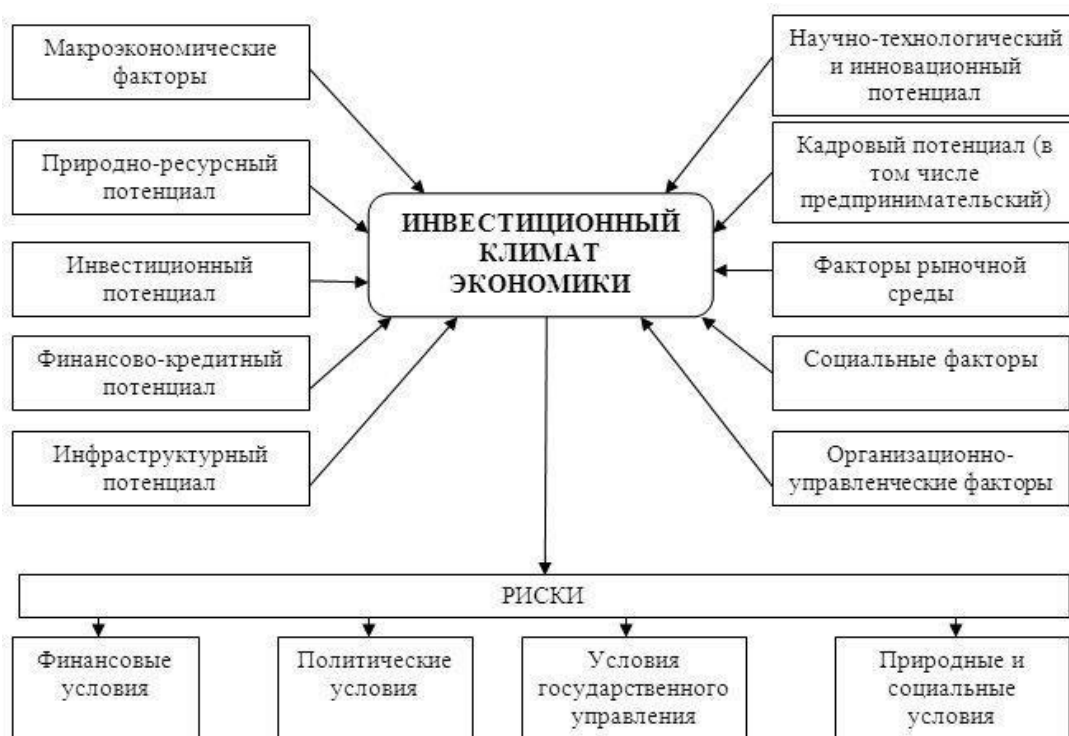 Макроэкономические
факторы
Природно-ресурсный
потенциал
Инвестиционный
потенциал
Финансово-кредитный
потенциал
Инфраструктурный
потенциал
ИНВЕСТИЦИОННЫЙ
КЛИМАТ
ЭКОНОМИКИ
Научно-технологический
и инновационный
потенциал
Кадровый потенциал (в
том числе
предпринимательский)
Факторы рыночной
среды
Социальные факторы
Организационно-
управленческие факторы
РИСКИ
Финансовые
условия
Политические
условия
Условия
государственного
управления
Природные и
социальные
условия